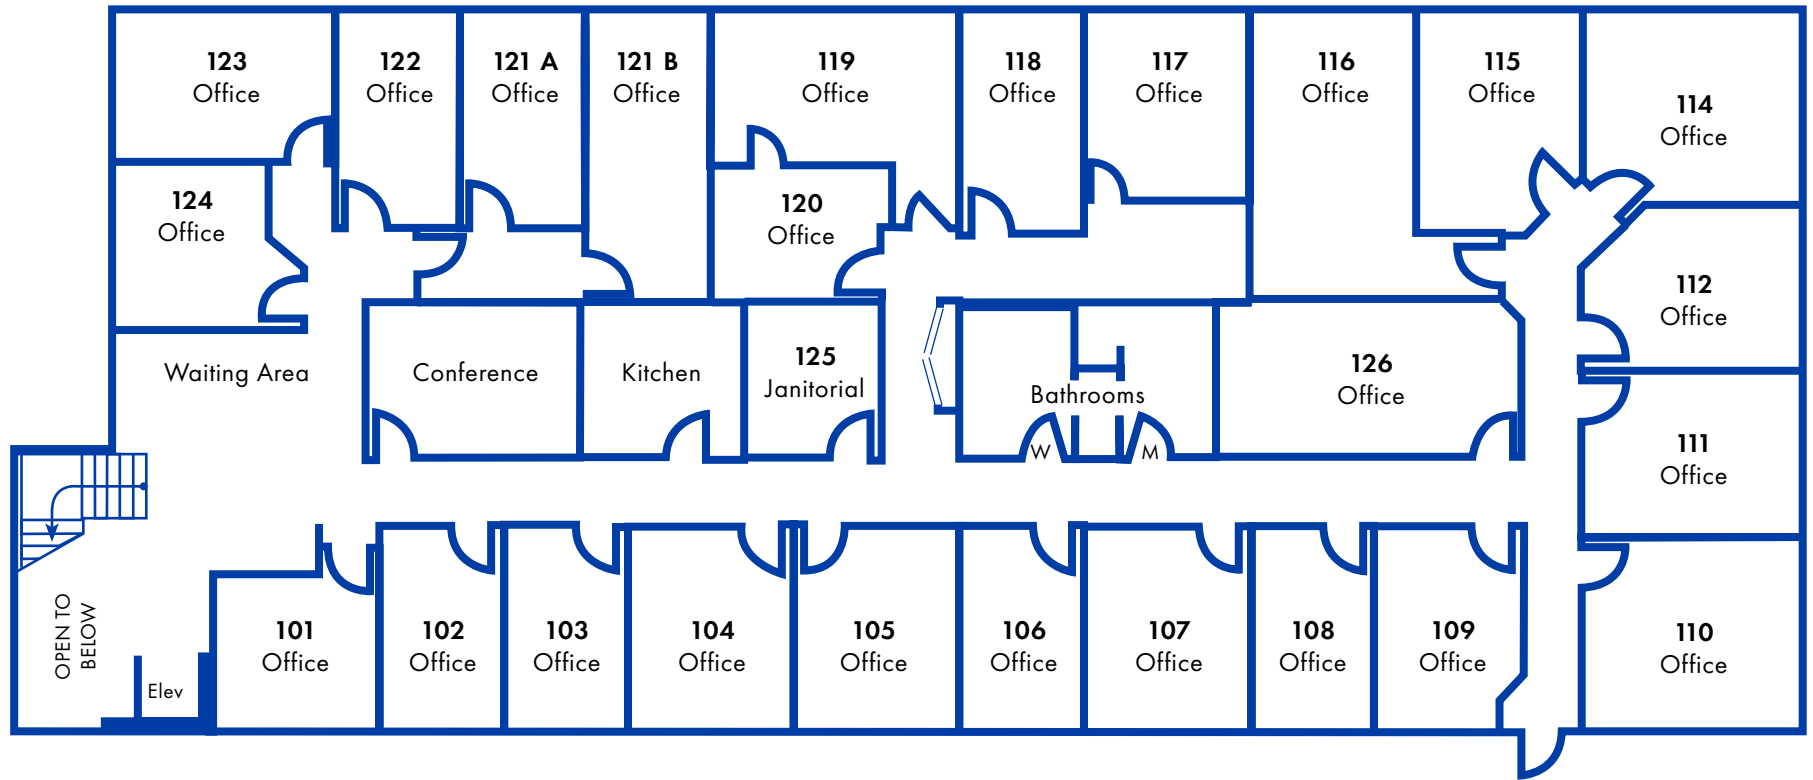 123
Office
122
Office
121 A
Office
121 B
Office
119
Office
118
Office
117
Office
116
Office
115
Office
114
Office
124
Office
120
Office
112
Office
Waiting Area
Conference
Kitchen
125
Janitorial
Bathrooms
W
M
126
Office
111
Office
OPEN TO
BELOW
Elev
101
Office
102
Office
103
Office
104
Office
105
Office
106
Office
107
Office
108
Office
109
Office
110
Office